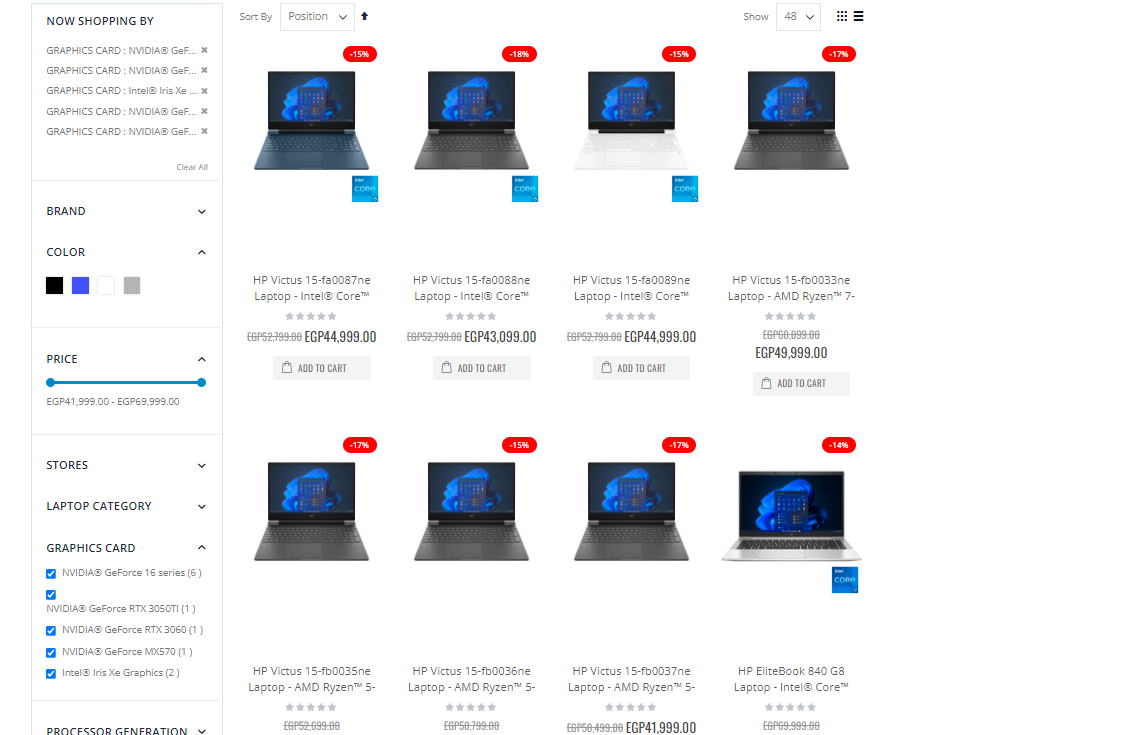 NOW SHOPPING BY
GRAPHICS CARD : NVIDIA® GeF...
GRAPHICS CARD : NVIDIA® GeF...
GRAPHICS CARD : Intel® Iris Xe ...
GRAPHICS CARD : NVIDIA® GeF...
GRAPHICS CARD : NVIDIA® GeF...
Clear All
BRAND
COLOR
PRICE
EGP41,999.00 - EGP69,999.00
STORES
LAPTOP CATEGORY
GRAPHICS CARD
NVIDIA® GeForce 16 series (6 )
NVIDIA® GeForce RTX 3050TI (1 )
NVIDIA® GeForce RTX 3060 (1 )
NVIDIA® GeForce MX570 (1 )
Intel® Iris Xe Graphics (2 )
PROCESSOR GENERATION
Sort By Position
Show 48
-15%
intel
CORE
HP Victus 15-fa0087ne
Laptop - Intel® Core™
EGP52,799.00 EGP44,999.00
ADD TO CART
-18%
intel
CORE
HP Victus 15-fa0088ne
Laptop - Intel® Core™
EGP52,799.00 EGP43,099.00
ADD TO CART
-15%
intel
CORE
HP Victus 15-fa0089ne
Laptop - Intel® Core™
EGP52,799.00 EGP44,999.00
ADD TO CART
-17%
HP Victus 15-fb0033ne
Laptop - AMD Ryzen™ 7-
EGP60,099.00
EGP49,999.00
ADD TO CART
-17%
HP Victus 15-fb0035ne
Laptop - AMD Ryzen™ 5-
EGP52,699.00
-15%
HP Victus 15-fb0036ne
Laptop - AMD Ryzen™ 5-
EGP50,799.00
-17%
HP Victus 15-fb0037ne
Laptop - AMD Ryzen™ 5-
EGP50,499.00 EGP41,999.00
-14%
intel
CORE
HP EliteBook 840 G8
Laptop - Intel® Core™
EGP69,999.00